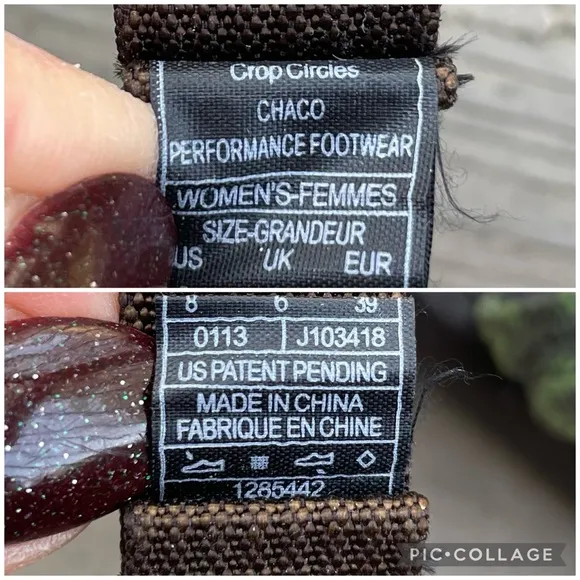 Crop Circles
CHACO
PERFORMANCE FOOTWEAR
WOMEN'S-FEMMES
SIZE-GRANDEUR
US UK EUR
8 6 39
0113 J103418
US PATENT PENDING
MADE IN CHINA
FABRIQUE EN CHINE
1285442
PIC•COLLAGE